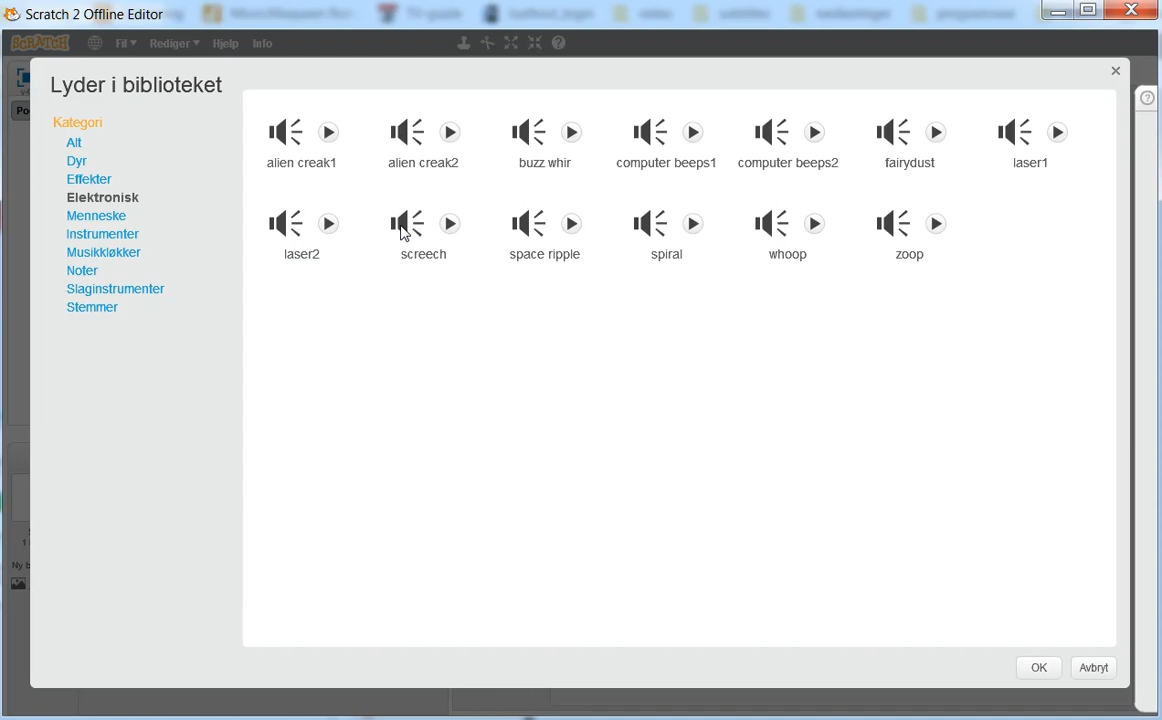 Scratch 2 Offline Editor
SCRATCH Fil Rediger Hjelp Info
Lyder i biblioteket
Kategori
Alt
Dyr
Effekter
Elektronisk
Menneske
Instrumenter
Musikkløkker
Noter
Slaginstrumenter
Stemmer
alien creak1 alien creak2 buzz whir computer beeps1 computer beeps2 fairydust laser1
laser2 screech space ripple spiral whoop zoop
OK Avbryt
Ny b